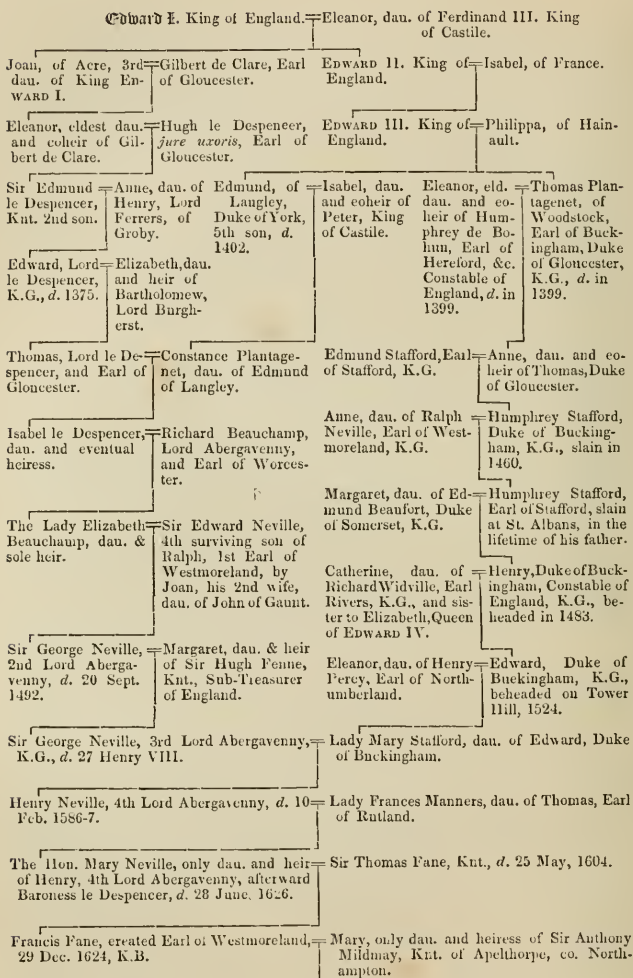 Edward I. King of England.=Eleanor, dau. of Ferdinand III. King
of Castile.
Joan, of Acre, 3rd=Gilbert de Clare, Earl
dau. of King En-
WARD I.
of Gloucester.
EDWARD II. King of=Isabel, of France.
England.
Eleanor, eldest dau.=Hugh le Despencer,
and coheir of Gil-
bert de Clare.
jure uxoris, Earl of
Gloucester.
EDWARD III. King of=Philippa, of Hain-
England.
ault.
Sir Edmund
le Despencer,
Knt. 2nd son.
=Anne, dau. of
Henry, Lord
Ferrers, of
Groby.
Edmund, of
Langley,
Duke of York,
5th son, d.
1402.
=Isabel, dau.
and coheir of
Peter, King
of Castile.
Eleanor, eld.
dau. and co-
heir of Hum-
phrey de Bo-
hun, Earl of
Hereford, &c.
Constable of
England, d. in
1399.
=Thomas Plan-
tagenet, of
Woodstock,
Earl of Buck-
ingham, Duke
of Gloucester,
K.G., d. in
1399.
Edward, Lord=
le Despencer,
K.G., d. 1375.
Elizabeth, dau.
and heir of
Bartholomew,
Lord Burgh-
erst.
Thomas, Lord le De-
spencer, and Earl of
Gloucester.
=Constance Plantage-
net, dau. of Edmund
of Langley.
Edmund Stafford, Earl=
of Stafford, K.G.
Anne, dau. and co-
heir of Thomas, Duke
of Gloucester.
Isabel le Despencer,=
dau. and eventual
heiress.
Richard Beauchamp,
Lord Abergavenny,
and Earl of Worces-
ter.
Anne, dau. of Ralph
Neville, Earl of West-
moreland, K.G.
=Humphrey Stafford,
Duke of Bucking-
ham, K.G., slain in
1460.
The Lady Elizabeth=
Beauchamp, dau. &
sole heir.
Sir Edward Neville,
4th surviving son of
Ralph, 1st Earl of
Westmoreland, by
Joan, his 2nd wife,
dau. of John of Gaunt.
Margaret, dau. of Ed-
mund Beaufort, Duke
of Somerset, K.G.
=Humphrey Stafford,
Earl of Stafford, slain
at St. Albans, in the
lifetime of his father.
Catherine, dau. of
Richard Widville, Earl
Rivers, K.G., and sis-
ter to Elizabeth, Queen
of EDWARD IV.
=Henry, Duke of Buck-
ingham, Constable of
England, K.G., be-
headed in 1483.
Sir George Neville,
2nd Lord Aberga-
venny, d. 20 Sept.
1492.
=Margaret, dau. & heir
of Sir Hugh Fenne,
Knt., Sub-Treasurer
of England.
Eleanor, dau. of Henry=
Percy, Earl of North-
umberland.
Edward, Duke of
Buckingham, K.G.,
beheaded on Tower
Hill, 1524.
Sir George Neville, 3rd Lord Abergavenny,=
K.G., d. 27 Henry VIII.
Lady Mary Stafford, dau. of Edward, Duke
of Buckingham.
Henry Neville, 4th Lord Abergavenny, d. 10=
Feb. 1586-7.
Lady Frances Manners, dau. of Thomas, Earl
of Rutland.
The Hon. Mary Neville, only dau. and heir=
of Henry, 4th Lord Abergavenny, afterward
Baroness le Despencer, d. 28 June, 1626.
Sir Thomas Fane, Knt., d. 25 May, 1604.
Francis Fane, created Earl of Westmoreland,=
29 Dec. 1624, K.B.
Mary, only dau. and heiress of Sir Anthony
Mildmay, Knt. of Apelthorpe, co. North-
ampton.